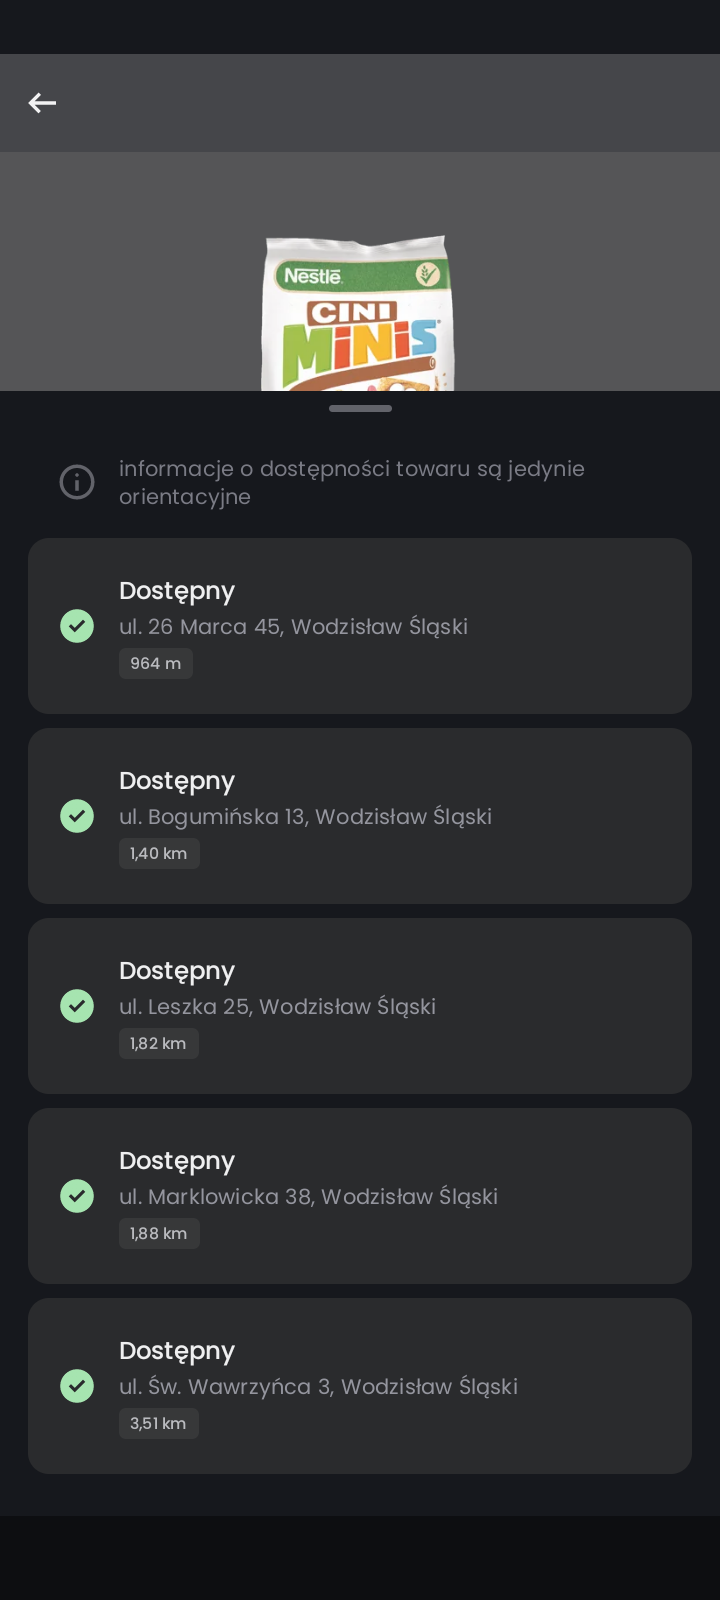 Nestlē
CINI
MiNiS
informacje o dostępności towaru są jedynie
orientacyjne
Dostępny
ul. 26 Marca 45, Wodzisław Śląski
964 m
Dostępny
ul. Bogumińska 13, Wodzisław Śląski
1,40 km
Dostępny
ul. Leszka 25, Wodzisław Śląski
1,82 km
Dostępny
ul. Marklowicka 38, Wodzisław Śląski
1,88 km
Dostępny
ul. Św. Wawrzyńca 3, Wodzisław Śląski
3,51 km